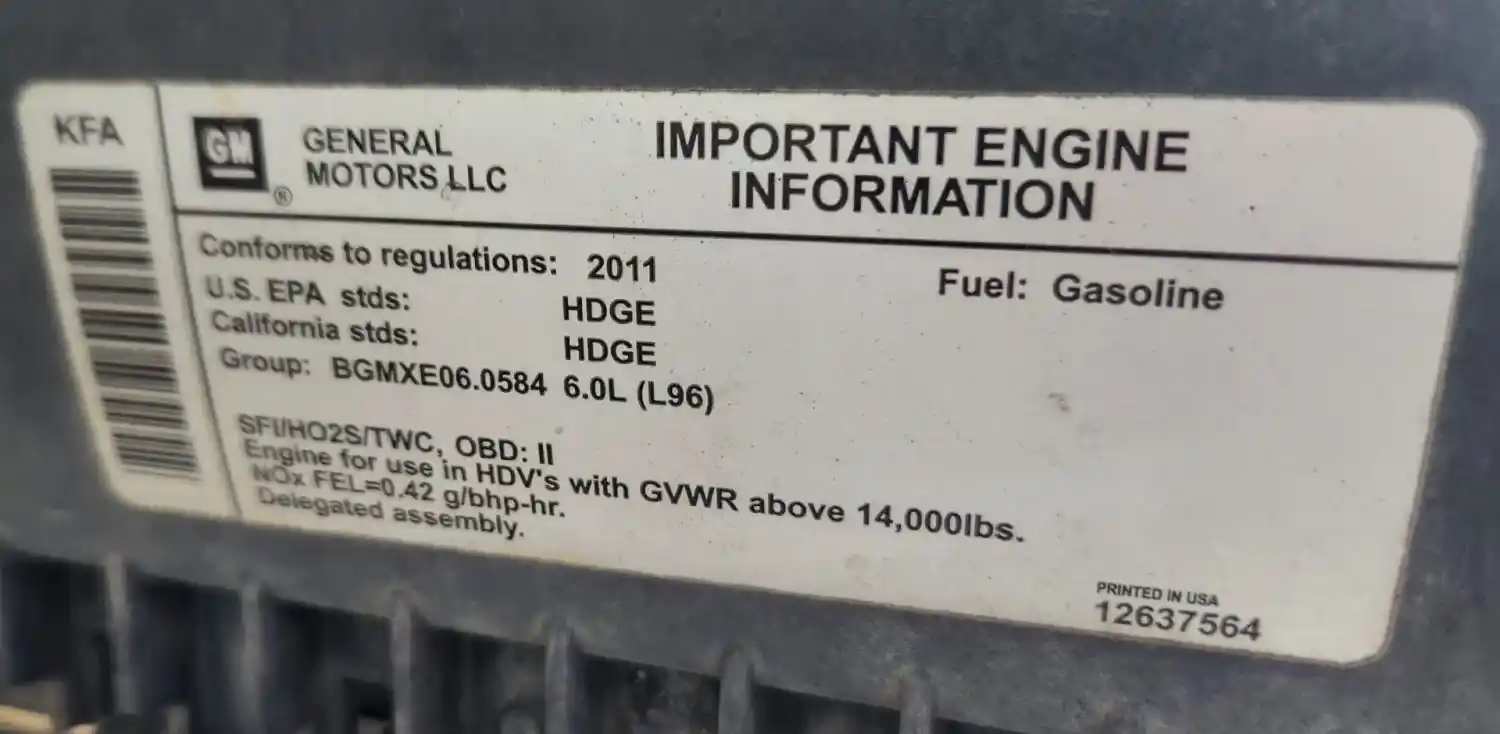 KFA
GM
®
GENERAL
MOTORS LLC
IMPORTANT ENGINE
INFORMATION
Conforms to regulations: 2011
Fuel: Gasoline
U.S. EPA stds: HDGE
California stds: HDGE
Group: BGMXE06.0584 6.0L (L96)
SFI/HO2S/TWC, OBD: II
Engine for use in HDV's with GVWR above 14,000lbs.
NOx FEL=0.42 g/bhp-hr.
Delegated assembly.
PRINTED IN USA
12637564